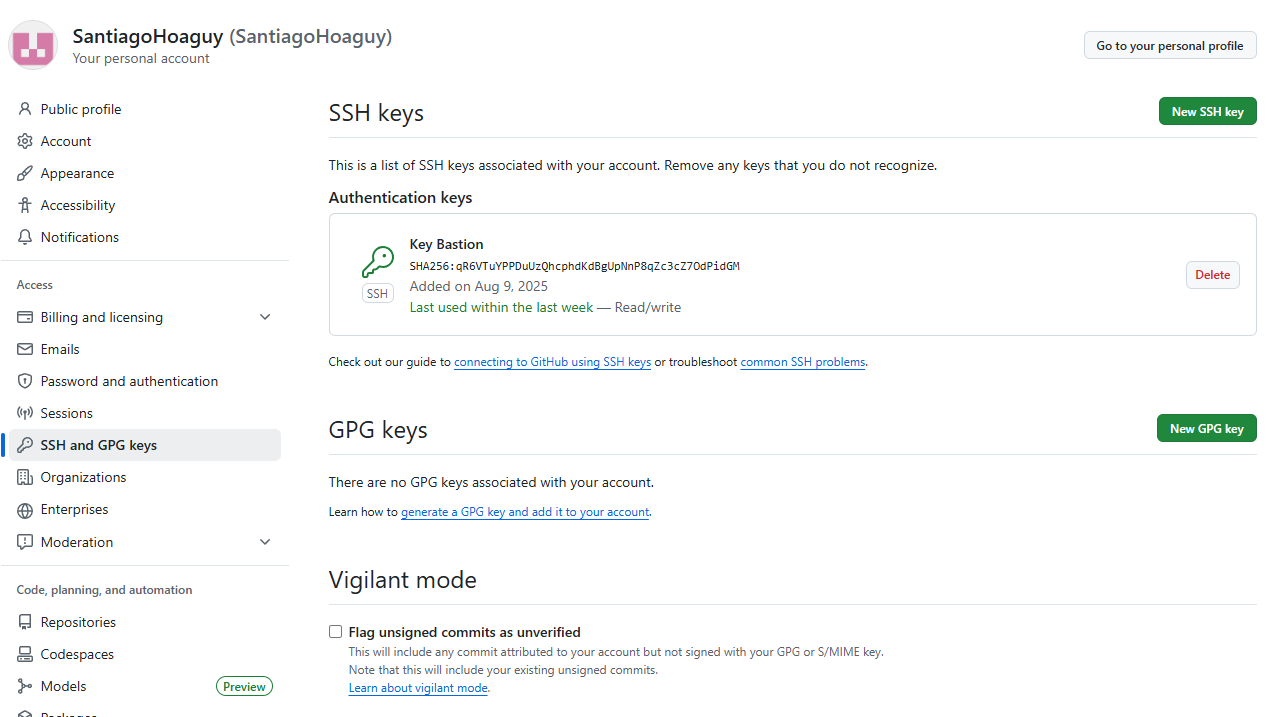 SantiagoHoaguy (SantiagoHoaguy)
Your personal account
Go to your personal profile
Public profile
Account
Appearance
Accessibility
Notifications
Access
Billing and licensing
Emails
Password and authentication
Sessions
SSH and GPG keys
Organizations
Enterprises
Moderation
Code, planning, and automation
Repositories
Codespaces
Models
Preview
Packages
SSH keys
New SSH key
This is a list of SSH keys associated with your account. Remove any keys that you do not recognize.
Authentication keys
Key Bastion
SHA256:qR6VTuYPPDuUzQhcphdKdBgUpNnP8qZc3cZ7OdPidGM
SSH
Added on Aug 9, 2025
Last used within the last week — Read/write
Delete
Check out our guide to connecting to GitHub using SSH keys or troubleshoot common SSH problems.
GPG keys
New GPG key
There are no GPG keys associated with your account.
Learn how to generate a GPG key and add it to your account.
Vigilant mode
Flag unsigned commits as unverified
This will include any commit attributed to your account but not signed with your GPG or S/MIME key.
Note that this will include your existing unsigned commits.
Learn about vigilant mode.